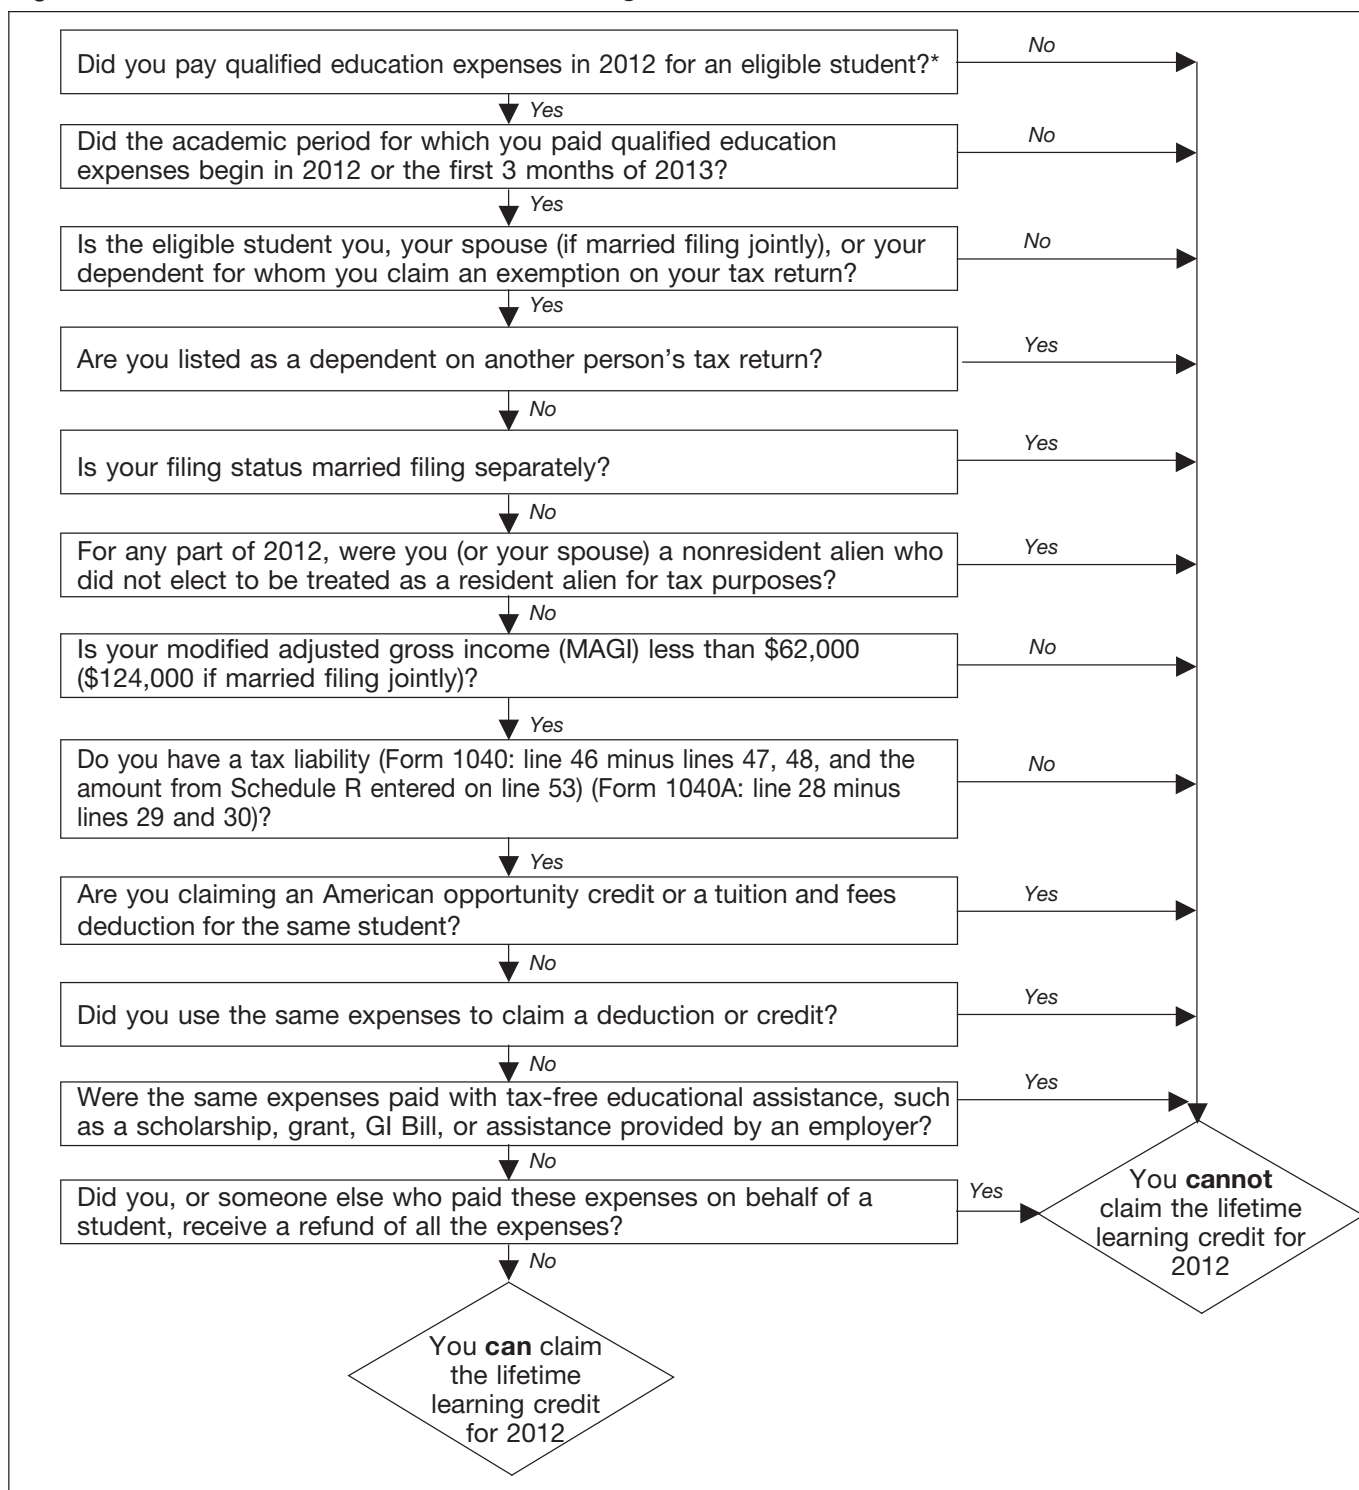 Did you pay qualified education expenses in 2012 for an eligible student?*
No
Yes
Did the academic period for which you paid qualified education
expenses begin in 2012 or the first 3 months of 2013?
No
Yes
Is the eligible student you, your spouse (if married filing jointly), or your
dependent for whom you claim an exemption on your tax return?
No
Yes
Are you listed as a dependent on another person's tax return?
Yes
No
Is your filing status married filing separately?
Yes
No
For any part of 2012, were you (or your spouse) a nonresident alien who
did not elect to be treated as a resident alien for tax purposes?
Yes
No
Is your modified adjusted gross income (MAGI) less than $62,000
($124,000 if married filing jointly)?
No
Yes
Do you have a tax liability (Form 1040: line 46 minus lines 47, 48, and the
amount from Schedule R entered on line 53) (Form 1040A: line 28 minus
lines 29 and 30)?
No
Yes
Are you claiming an American opportunity credit or a tuition and fees
deduction for the same student?
Yes
No
Did you use the same expenses to claim a deduction or credit?
Yes
No
Were the same expenses paid with tax-free educational assistance, such
as a scholarship, grant, GI Bill, or assistance provided by an employer?
Yes
No
Did you, or someone else who paid these expenses on behalf of a
student, receive a refund of all the expenses?
Yes
No
You cannot
claim the lifetime
learning credit for
2012
You can claim
the lifetime
learning credit
for 2012